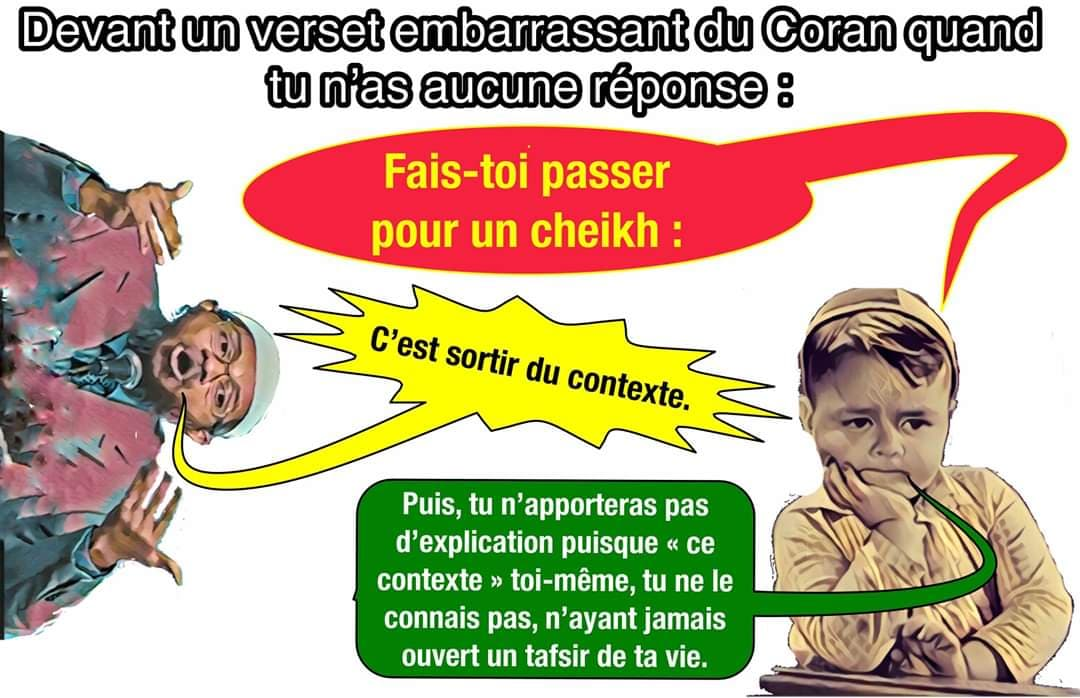 Devant un verset embarrassant du Coran quand
tu n’as aucune réponse :
Fais-toi passer
pour un cheikh :
C’est sortir du contexte.
Puis, tu n’apporteras pas
d’explication puisque « ce
contexte » toi-même, tu ne le
connais pas, n’ayant jamais
ouvert un tafsir de ta vie.